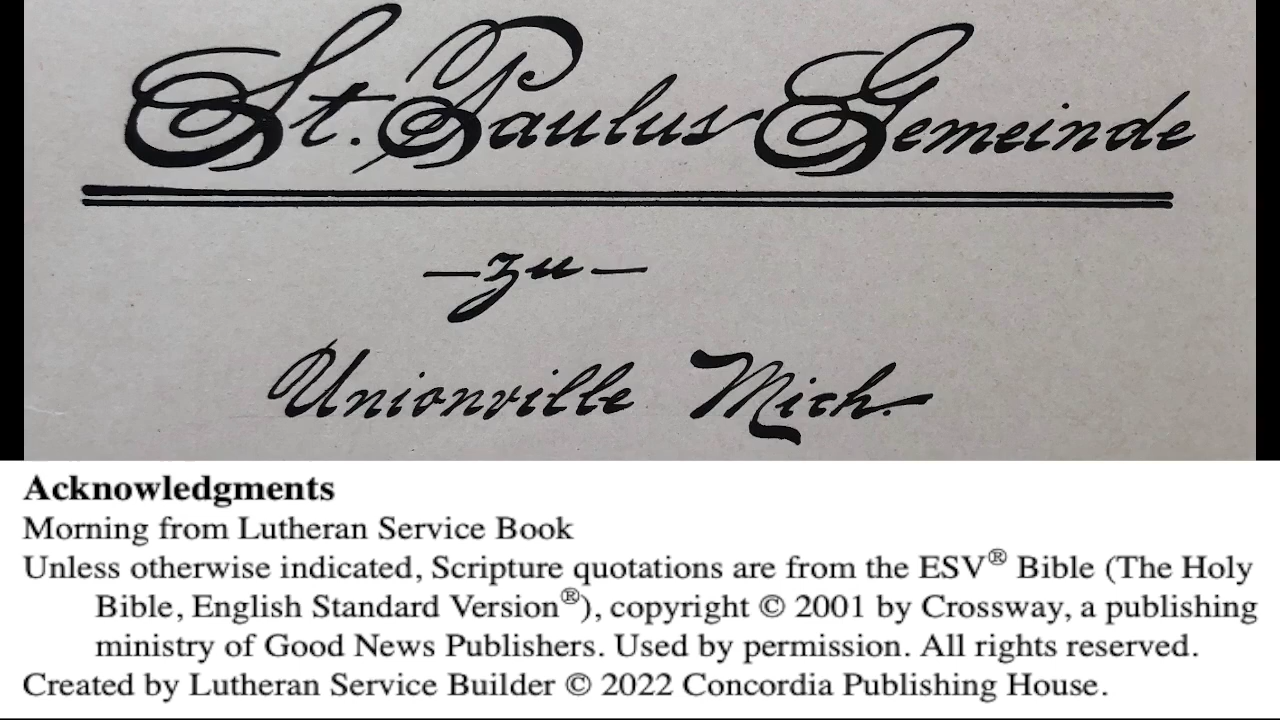 St. Paulus Gemeinde
—zu—
Unionville Mich.
Acknowledgments
Morning from Lutheran Service Book
Unless otherwise indicated, Scripture quotations are from the ESV® Bible (The Holy
Bible, English Standard Version®), copyright © 2001 by Crossway, a publishing
ministry of Good News Publishers. Used by permission. All rights reserved.
Created by Lutheran Service Builder © 2022 Concordia Publishing House.